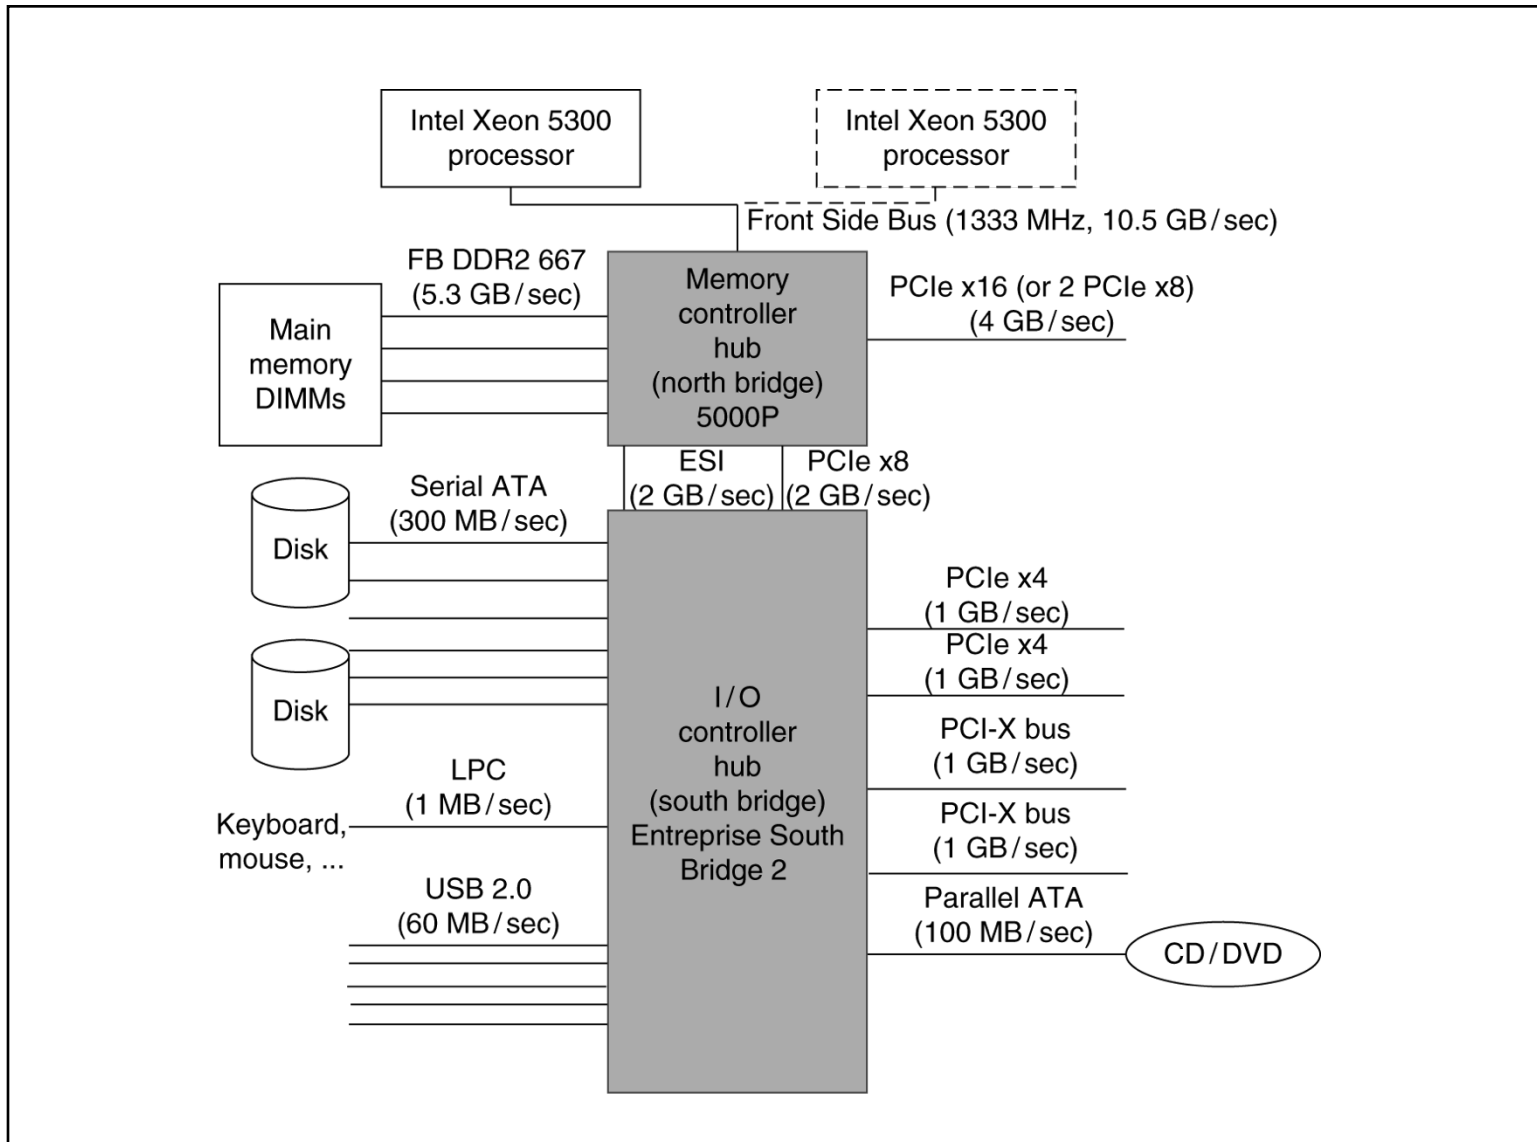 Intel Xeon 5300
processor
Intel Xeon 5300
processor
Front Side Bus (1333 MHz, 10.5 GB/sec)
FB DDR2 667
(5.3 GB/sec)
Main
memory
DIMMs
Memory
controller
hub
(north bridge)
5000P
PCIe x16 (or 2 PCIe x8)
(4 GB/sec)
ESI
(2 GB/sec)
PCIe x8
(2 GB/sec)
Serial ATA
(300 MB/sec)
Disk
Disk
LPC
(1 MB/sec)
Keyboard,
mouse, ...
USB 2.0
(60 MB/sec)
I/O
controller
hub
(south bridge)
Entreprise South
Bridge 2
PCIe x4
(1 GB/sec)
PCIe x4
(1 GB/sec)
PCI-X bus
(1 GB/sec)
PCI-X bus
(1 GB/sec)
Parallel ATA
(100 MB/sec)
CD/DVD